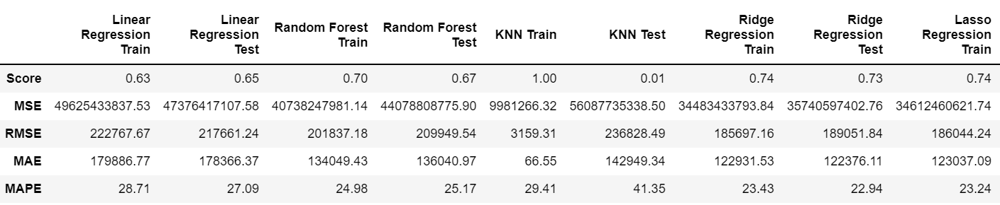 Linear Regression Train Linear Regression Test Random Forest Train Random Forest Test KNN Train KNN Test Ridge Regression Train Ridge Regression Test Lasso Regression Train
Score 0.63 0.65 0.70 0.67 1.00 0.01 0.74 0.73 0.74
MSE 49625433837.53 47376417107.58 40738247981.14 44078808775.90 9981266.32 56087735338.50 34483433793.84 35740597402.76 34612460621.74
RMSE 222767.67 217661.24 201837.18 209949.54 3159.31 236828.49 185697.16 189051.84 186044.24
MAE 179886.77 178366.37 134049.43 136040.97 66.55 142949.34 122931.53 122376.11 123037.09
MAPE 28.71 27.09 24.98 25.17 29.41 41.35 23.43 22.94 23.24